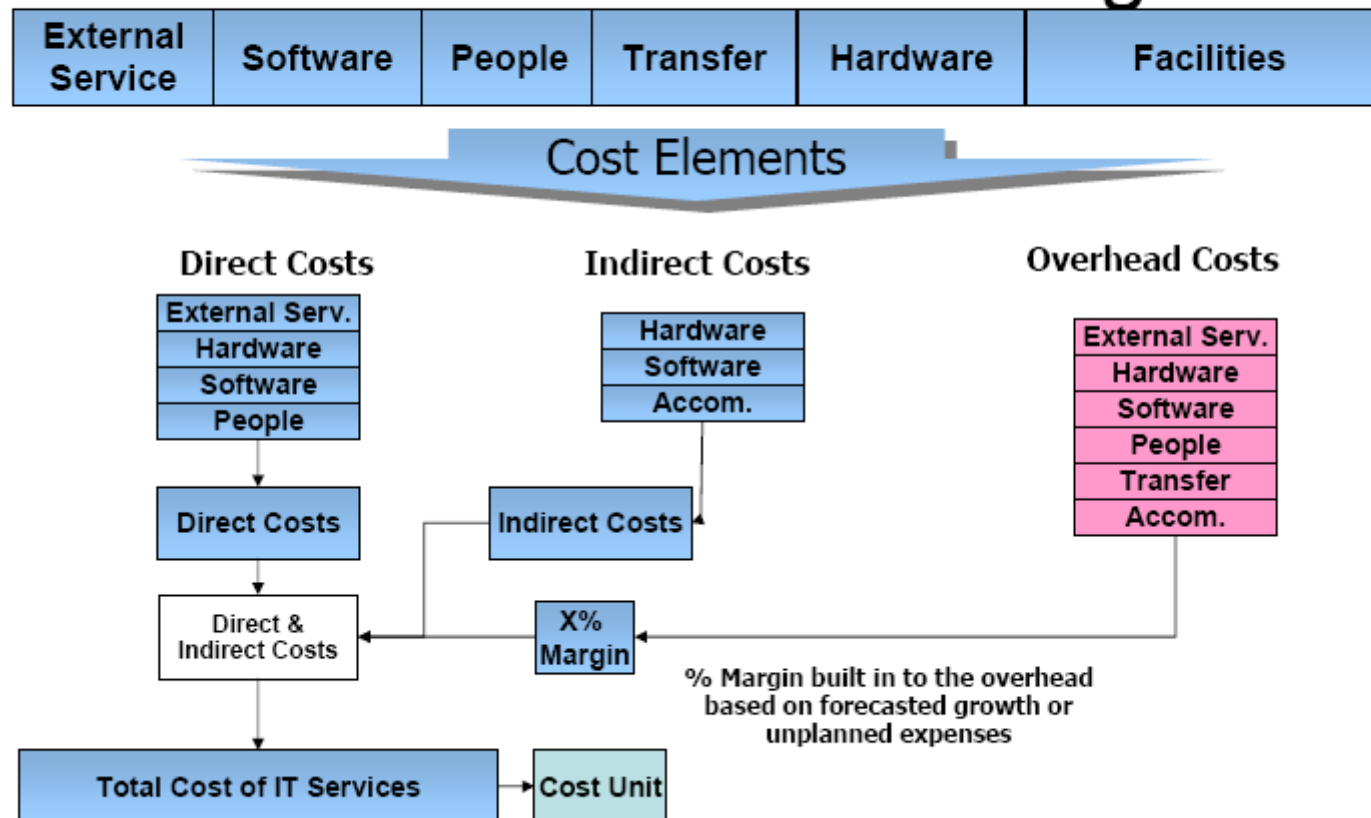 External
Service
Software
People
Transfer
Hardware
Facilities
Cost Elements
Direct Costs
External Serv.
Hardware
Software
People
Indirect Costs
Hardware
Software
Accom.
Overhead Costs
External Serv.
Hardware
Software
People
Transfer
Accom.
Direct Costs
Indirect Costs
Direct &
Indirect Costs
X%
Margin
% Margin built in to the overhead
based on forecasted growth or
unplanned expenses
Total Cost of IT Services
Cost Unit